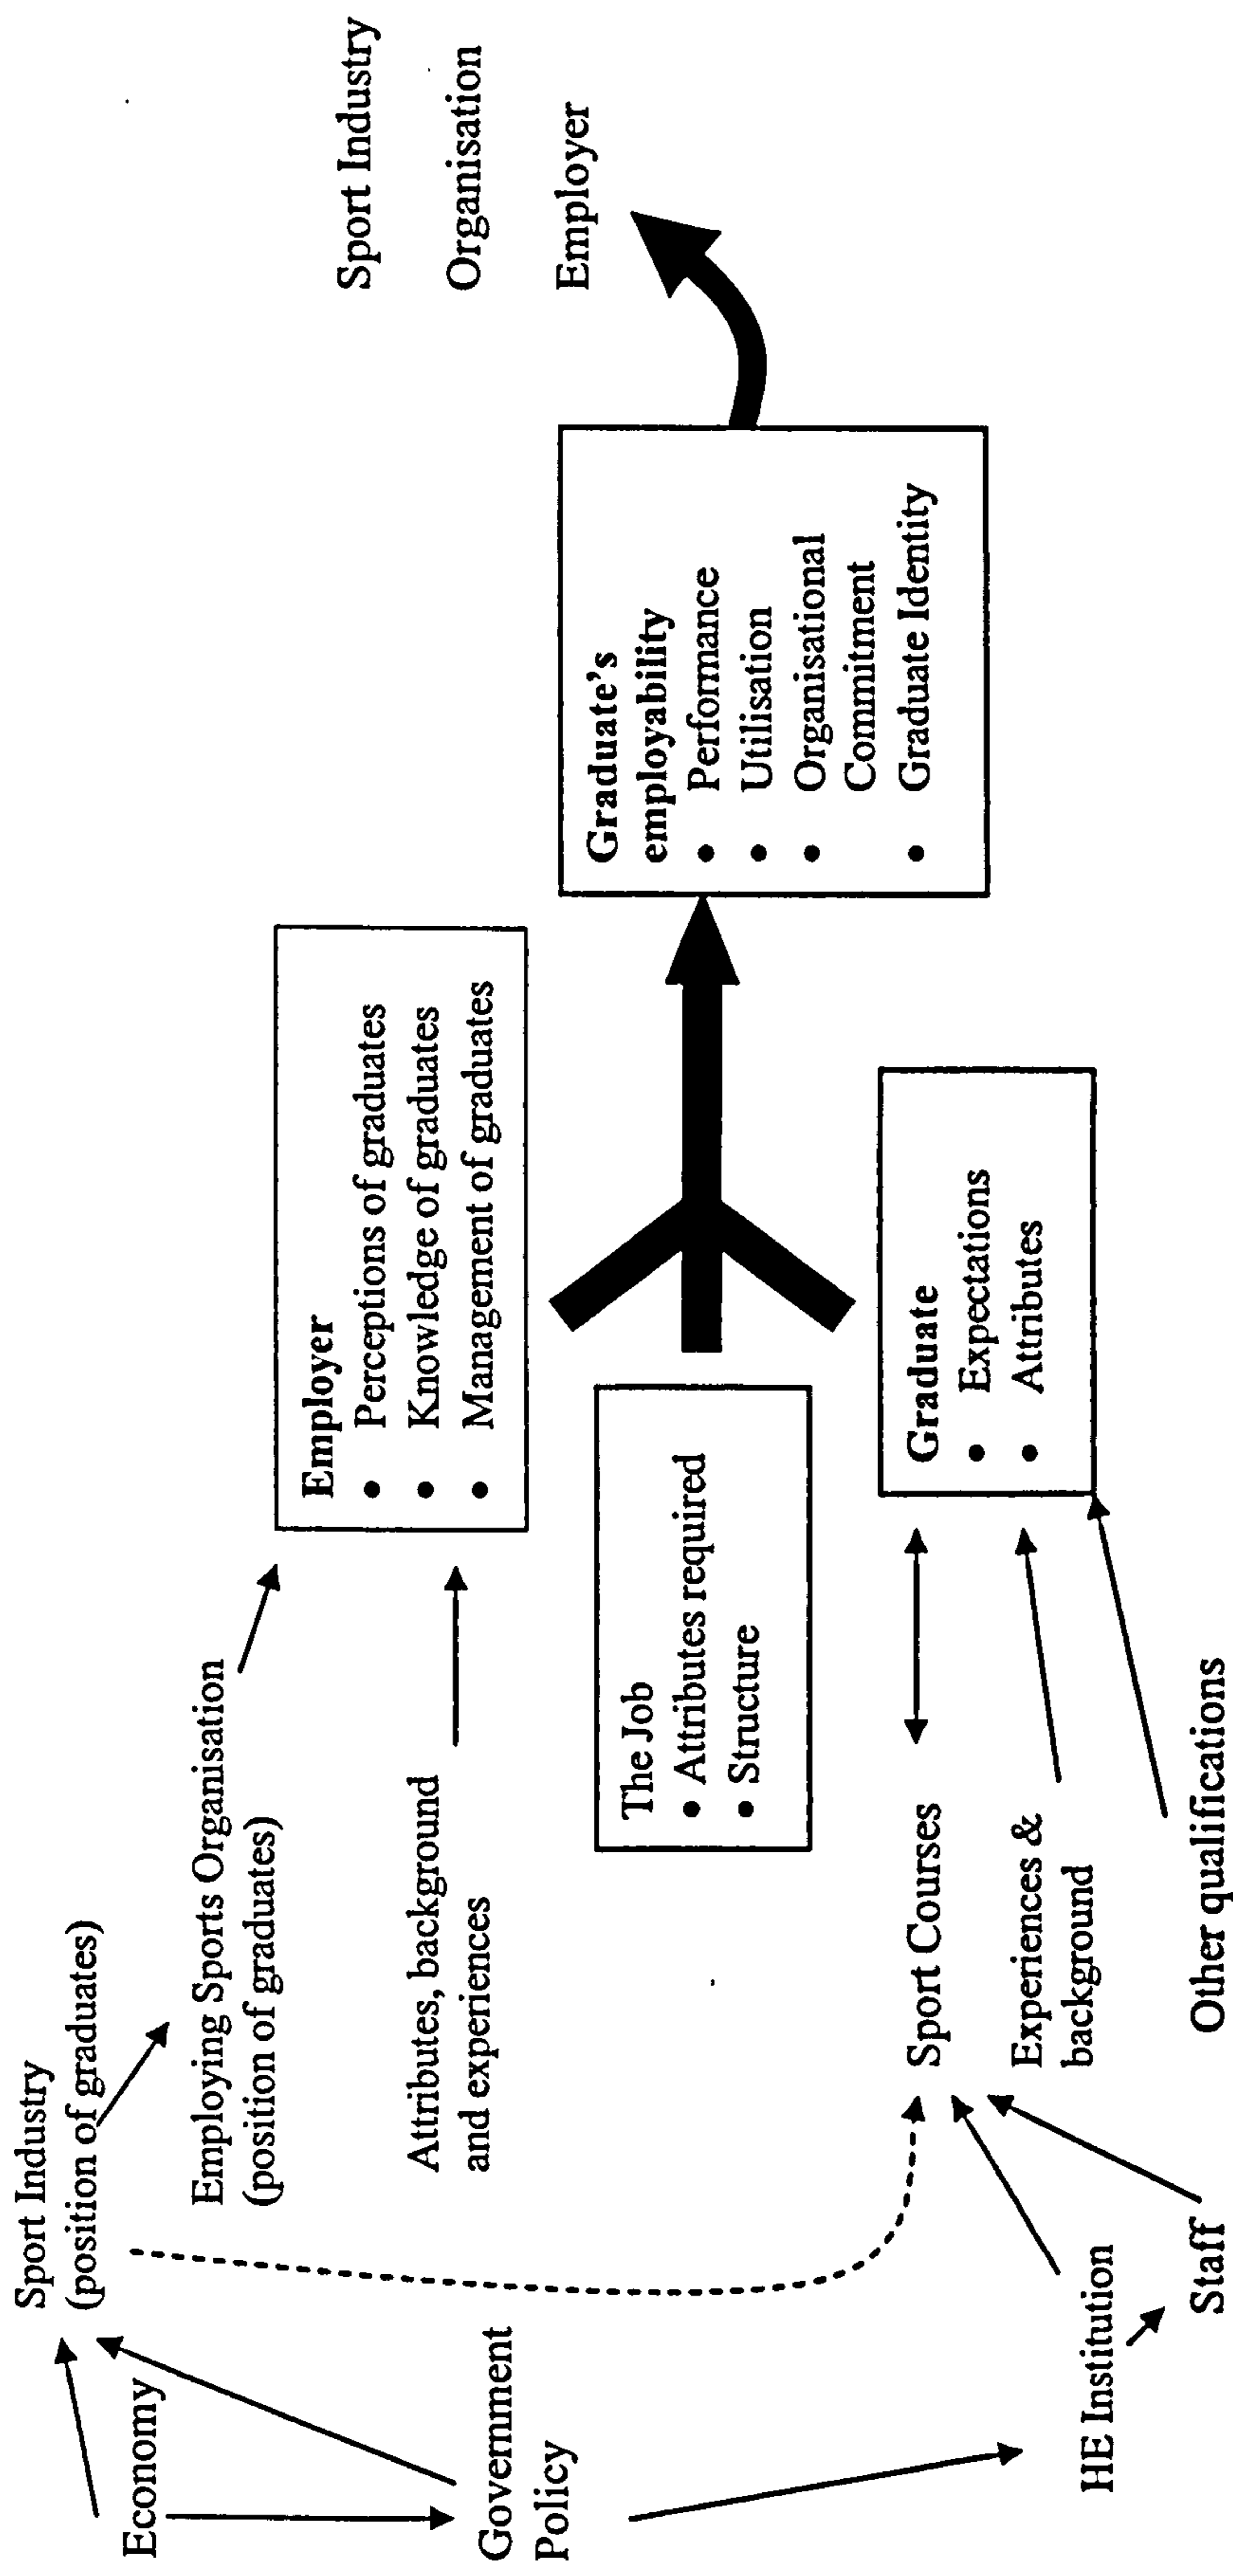 Sport Industry
(position of graduates)
Economy
Government
Policy
Employing Sports Organisation
(position of graduates)
Attributes, background
and experiences
HE Institution
Staff
Sport Courses
Experiences &
background
Other qualifications
Employer
• Perceptions of graduates
• Knowledge of graduates
• Management of graduates
The Job
• Attributes required
• Structure
Graduate
• Expectations
• Attributes
Graduate's
employability
• Performance
• Utilisation
• Organisational
Commitment
• Graduate Identity
Sport Industry
Organisation
Employer